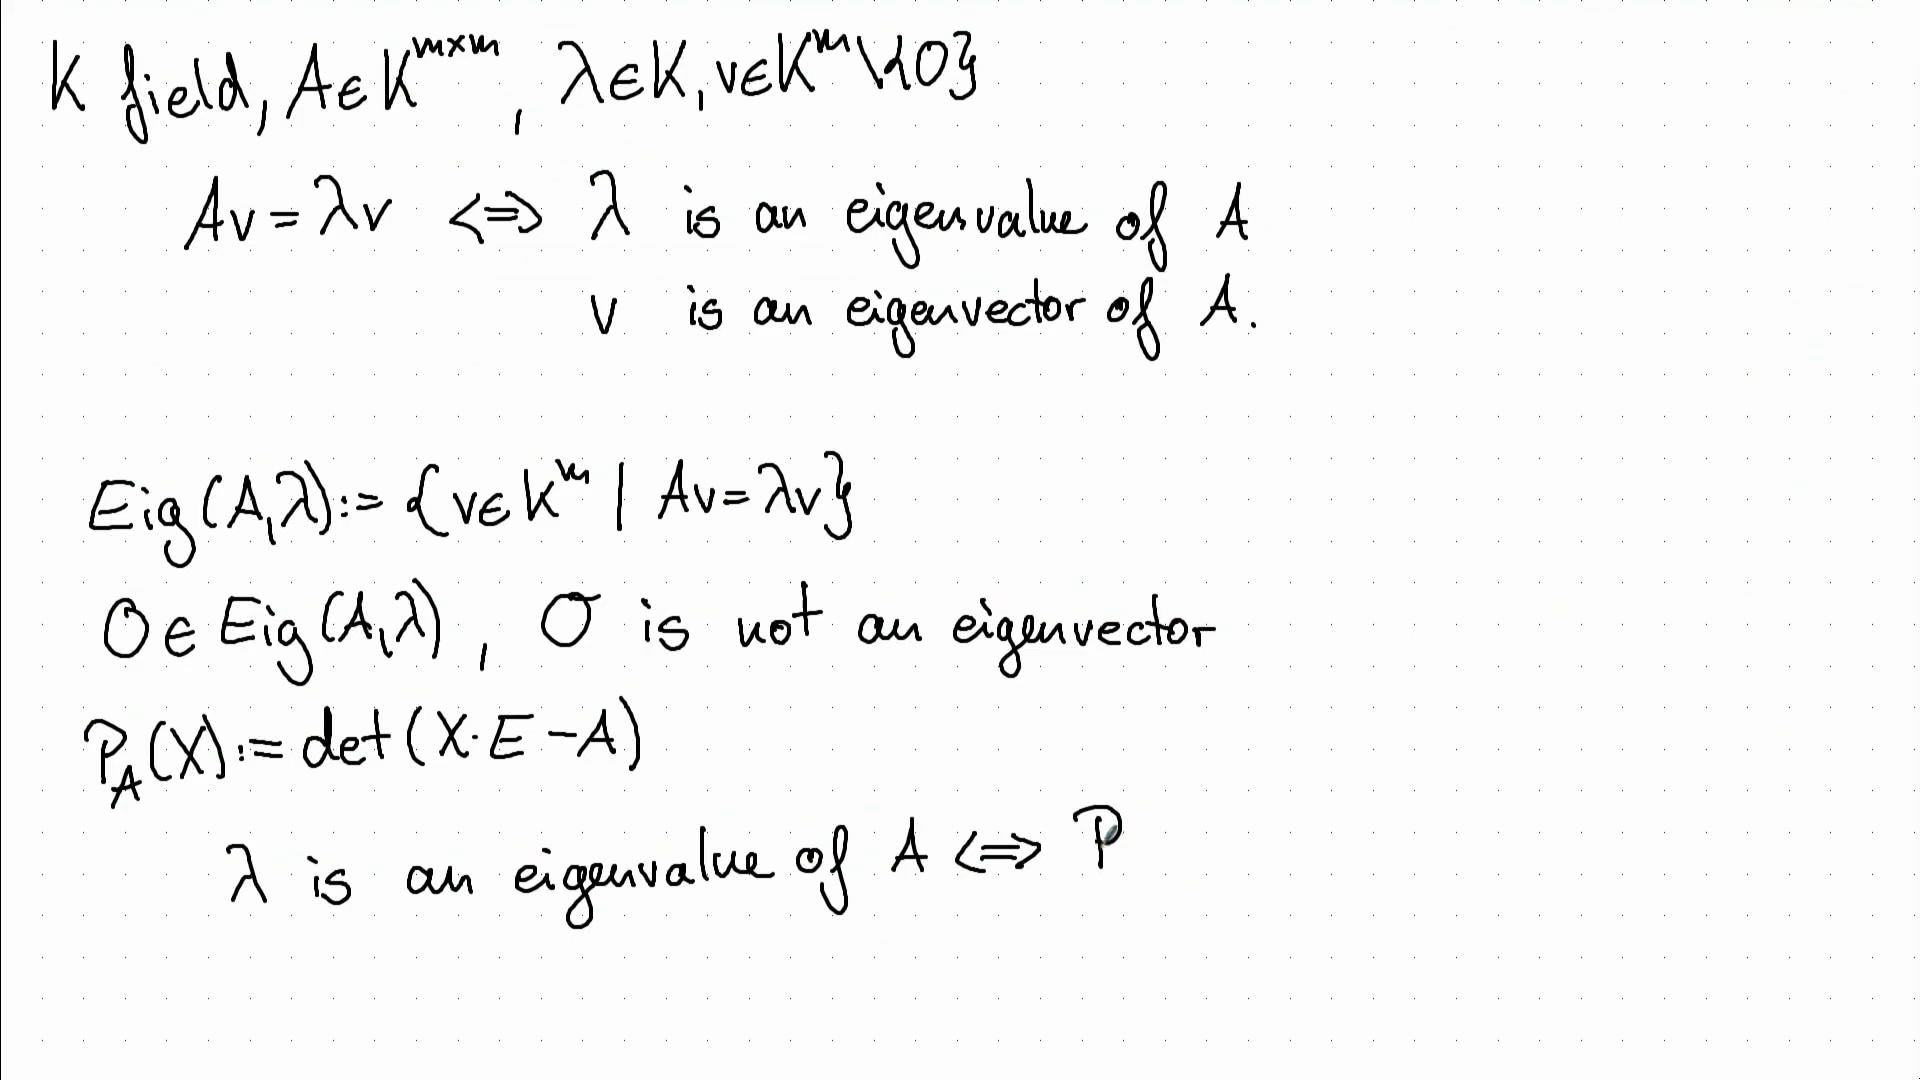 K field, A∈K^{m×m}, λ∈K, v∈K^m\{0}
Av = λv <=> λ is an eigenvalue of A
v is an eigenvector of A.
Eig(A,λ) := {v∈K^m | Av = λv}
0∈Eig(A,λ), 0 is not an eigenvector
P_A(X) := det(X·E-A)
λ is an eigenvalue of A <=> P